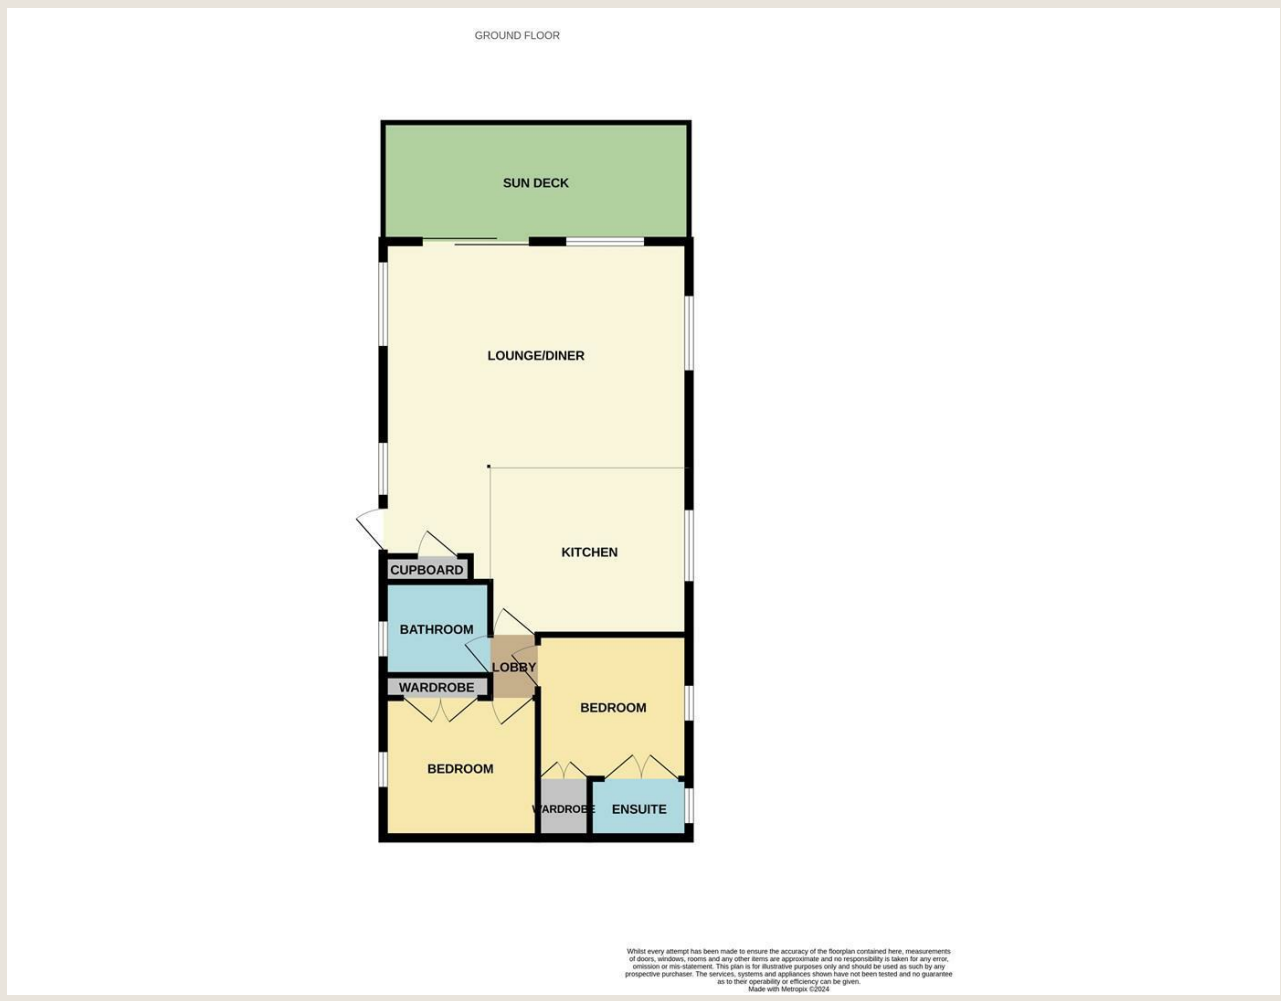 GROUND FLOOR
SUN DECK
LOUNGE/DINER
KITCHEN
CUPBOARD
BATHROOM
LOBBY
WARDROBE
BEDROOM
BEDROOM
WARDROBE
ENSUITE
Whilst every attempt has been made to ensure the accuracy of the floorplan contained here, measurements
of doors, windows, rooms and any other items are approximate and no responsibility is taken for any error,
omission or mis-statement. This plan is for illustrative purposes only and should be used as such by any
prospective purchaser. The services, systems and appliances shown have not been tested and no guarantee
as to their operability or efficiency can be given.
Made with Metropix ©2024